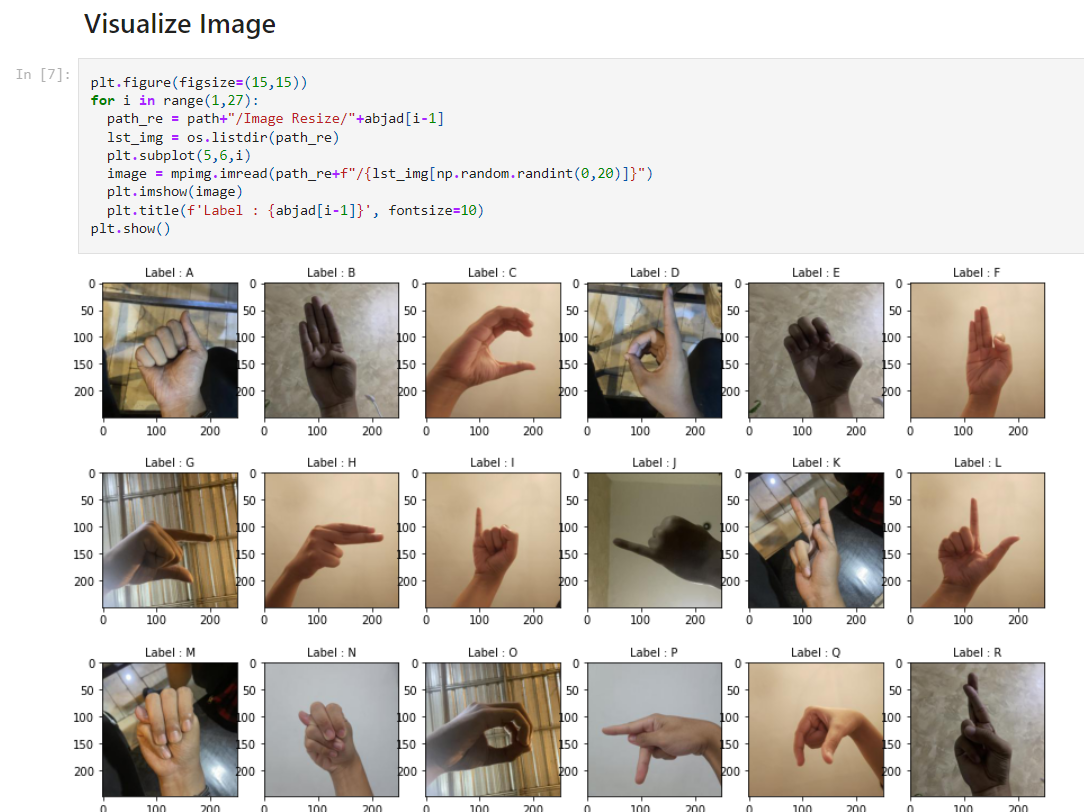 Visualize Image
In [7]:
plt.figure(figsize=(15,15))
for i in range(1,27):
  path_re = path+"/Image Resize/"+abjad[i-1]
  lst_img = os.listdir(path_re)
  plt.subplot(5,6,i)
  image = mpimg.imread(path_re+f"/{lst_img[np.random.randint(0,20)]}")
  plt.imshow(image)
  plt.title(f'Label : {abjad[i-1]}', fontsize=10)
plt.show()
Label : A Label : B Label : C Label : D Label : E Label : F
0 0 0 0 0 0
50 50 50 50 50 50
100 100 100 100 100 100
150 150 150 150 150 150
200 200 200 200 200 200
0 100 200 0 100 200 0 100 200 0 100 200 0 100 200 0 100 200
Label : G Label : H Label : I Label : J Label : K Label : L
0 0 0 0 0 0
50 50 50 50 50 50
100 100 100 100 100 100
150 150 150 150 150 150
200 200 200 200 200 200
0 100 200 0 100 200 0 100 200 0 100 200 0 100 200 0 100 200
Label : M Label : N Label : O Label : P Label : Q Label : R
0 0 0 0 0 0
50 50 50 50 50 50
100 100 100 100 100 100
150 150 150 150 150 150
200 200 200 200 200 200
0 100 200 0 100 200 0 100 200 0 100 200 0 100 200 0 100 200